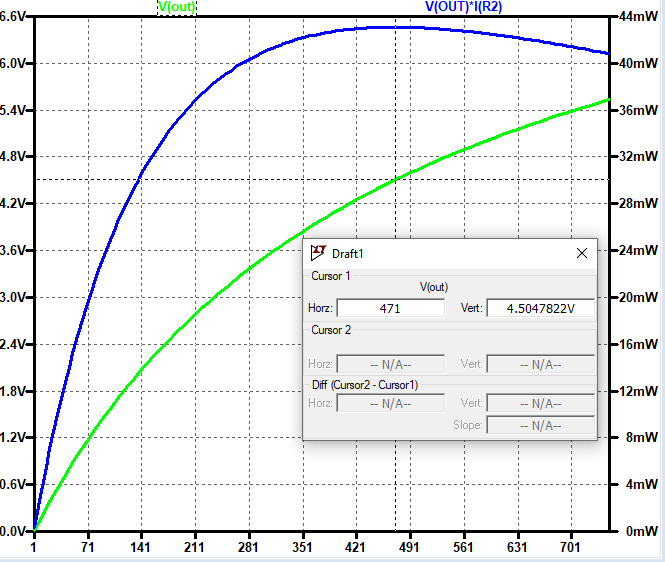 V(out) V(OUT)*I(R2)
6.6V 44mW
6.0V 40mW
5.4V 36mW
4.8V 32mW
4.2V 28mW
3.6V 24mW
3.0V 20mW
2.4V 16mW
1.8V 12mW
1.2V 8mW
0.6V 4mW
0.0V 0mW
1 71 141 211 281 351 421 491 561 631 701
Draft1
Cursor 1
V(out)
Horz: 471 Vert: 4.5047822V
Cursor 2
Horz: -- N/A-- Vert: -- N/A--
Diff (Cursor2 - Cursor1)
Horz: -- N/A-- Vert: -- N/A--
Slope: -- N/A--